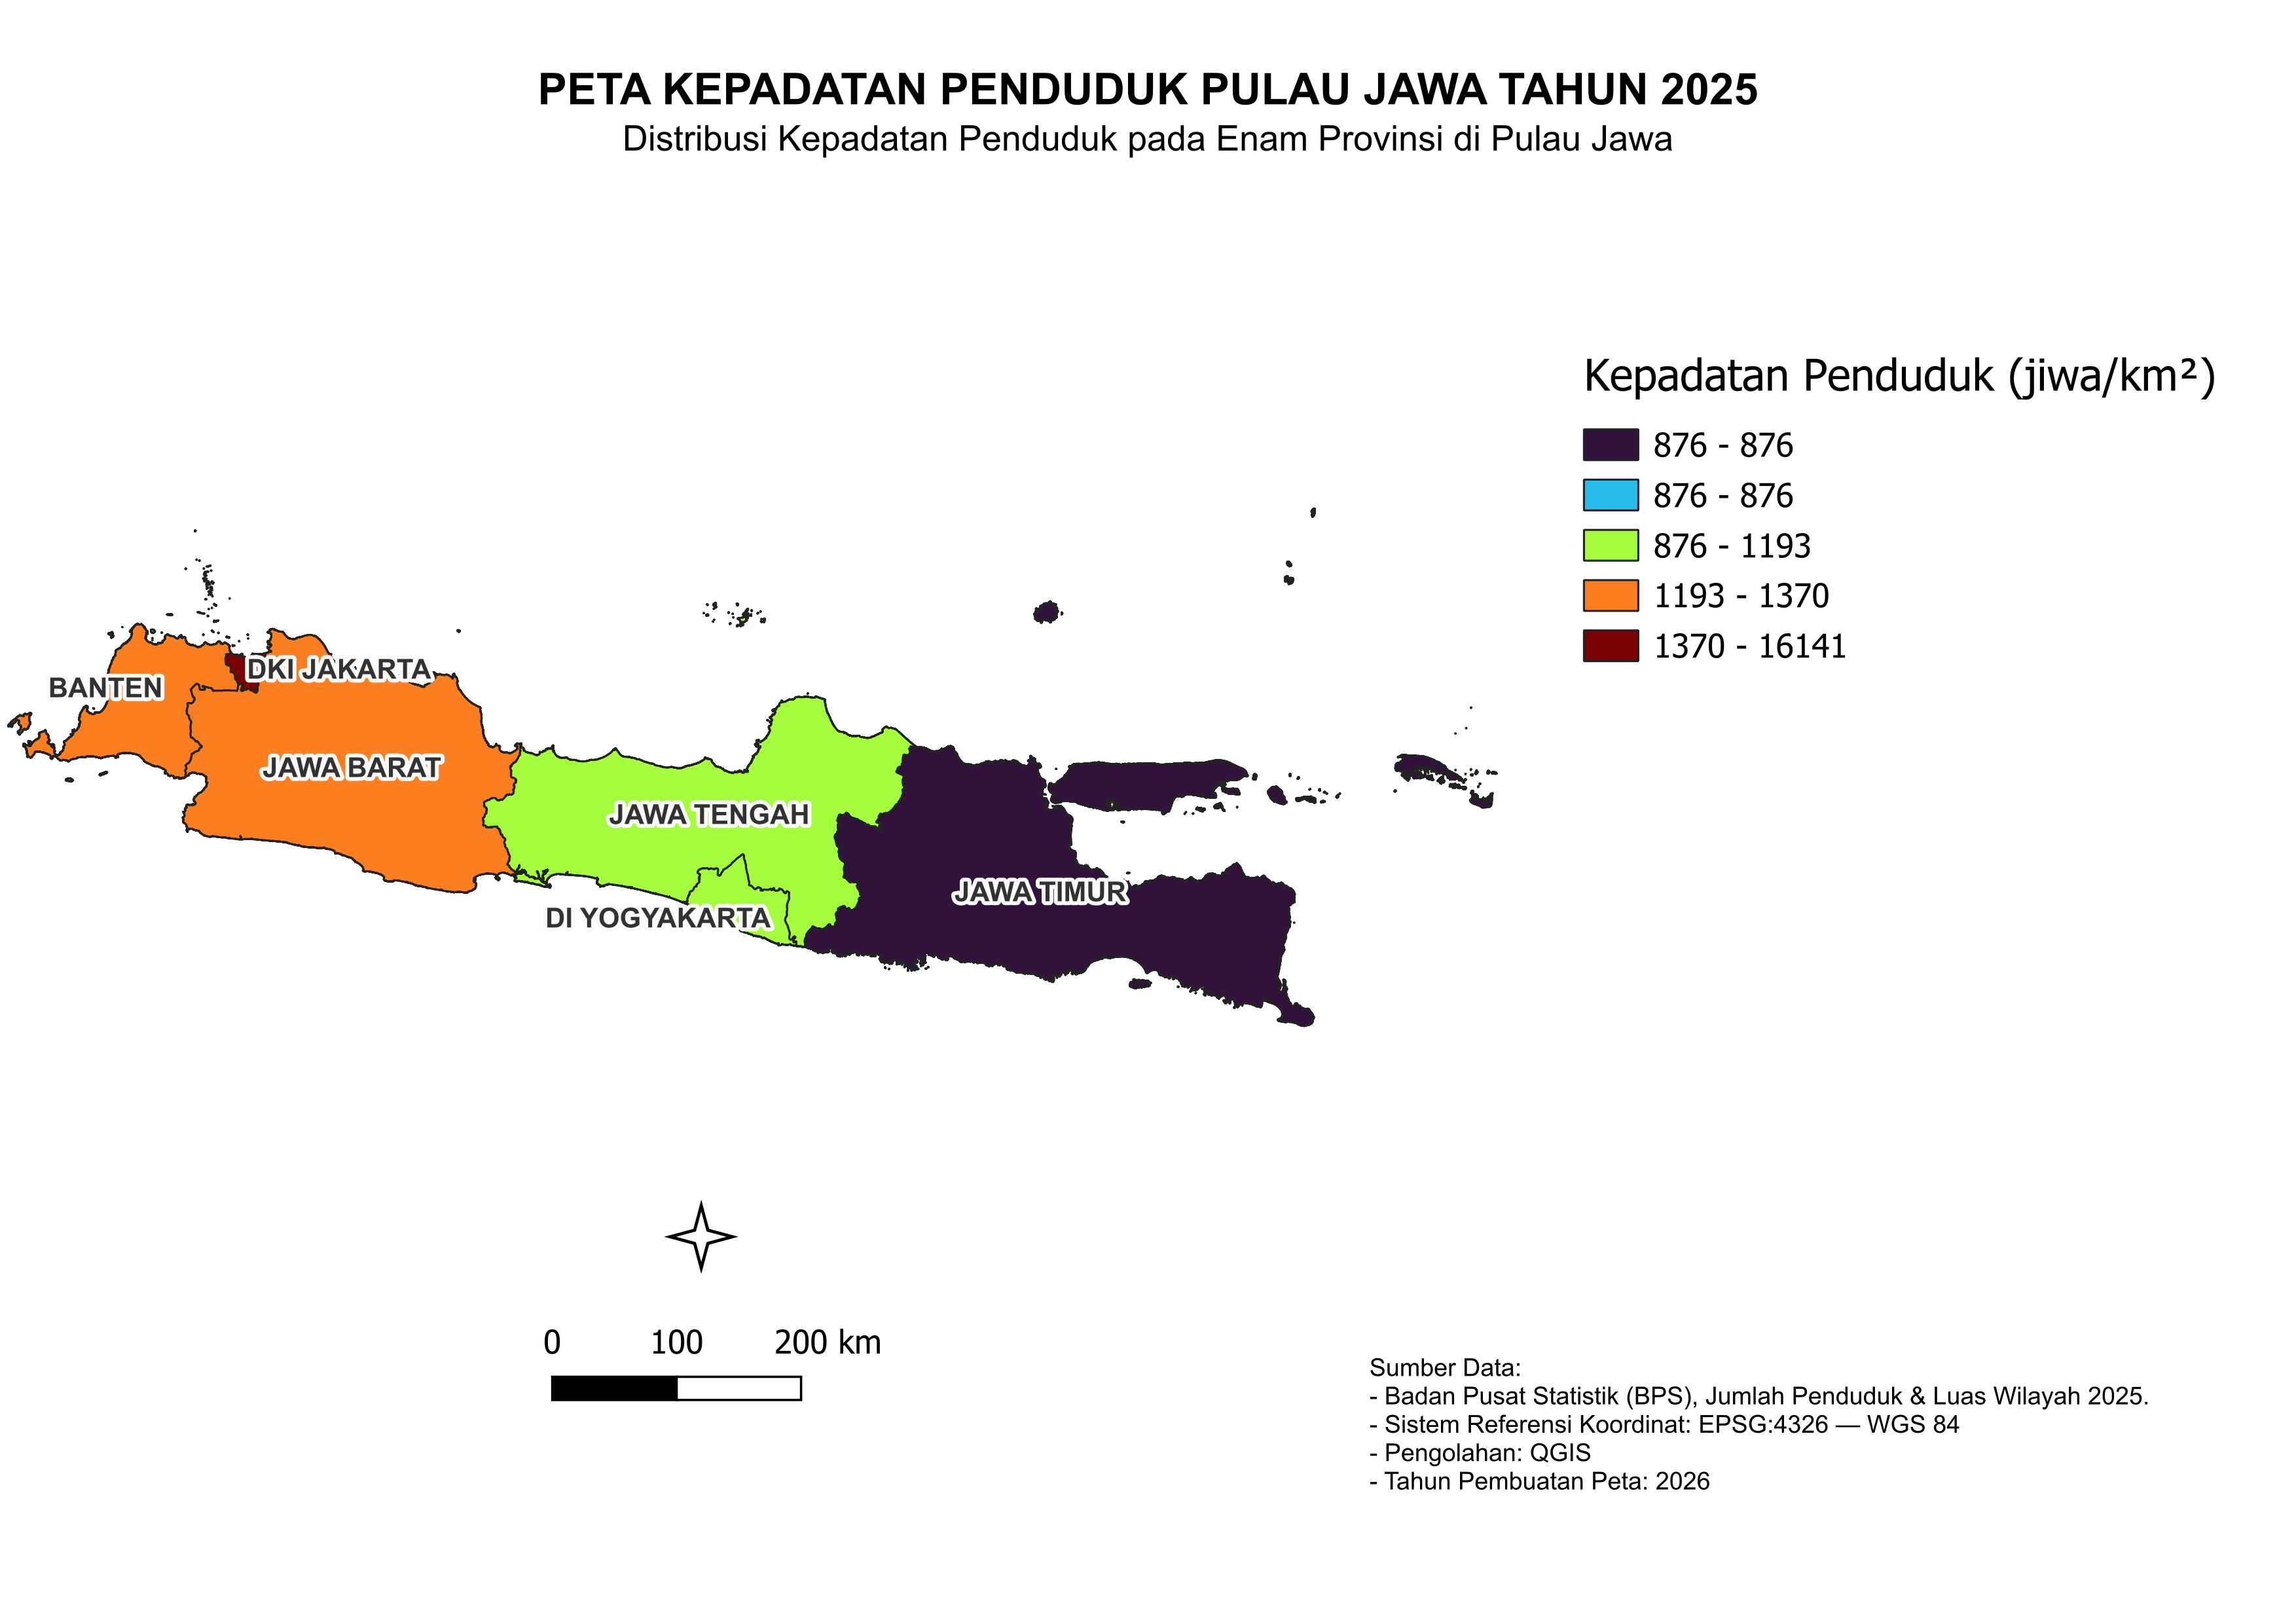 PETA KEPADATAN PENDUDUK PULAU JAWA TAHUN 2025
Distribusi Kepadatan Penduduk pada Enam Provinsi di Pulau Jawa
Kepadatan Penduduk (jiwa/km²)
876 - 876
876 - 876
876 - 1193
1193 - 1370
1370 - 16141
DKI JAKARTA
BANTEN
JAWA BARAT
JAWA TENGAH
JAWA TIMUR
DI YOGYAKARTA
0 100 200 km
Sumber Data:
- Badan Pusat Statistik (BPS), Jumlah Penduduk & Luas Wilayah 2025.
- Sistem Referensi Koordinat: EPSG:4326 — WGS 84
- Pengolahan: QGIS
- Tahun Pembuatan Peta: 2026